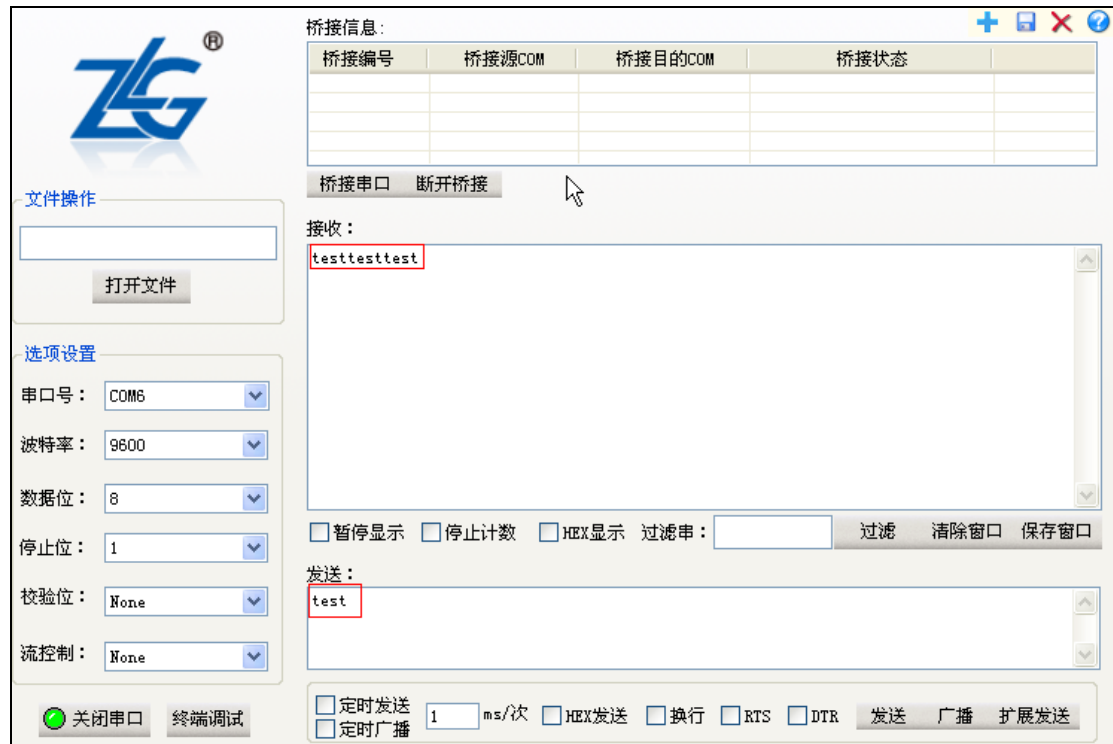 ZLG ®
文件操作
打开文件
选项设置
串口号： COM6
波特率： 9600
数据位： 8
停止位： 1
校验位： None
流控制： None
关闭串口 终端调试
桥接信息:
桥接编号 桥接源COM 桥接目的COM 桥接状态
桥接串口 断开桥接
接收：
testtesttest
暂停显示 停止计数 HEX显示 过滤串： 过滤 清除窗口 保存窗口
发送：
test
定时发送
定时广播
1 ms/次 HEX发送 换行 RTS DTR 发送 广播 扩展发送